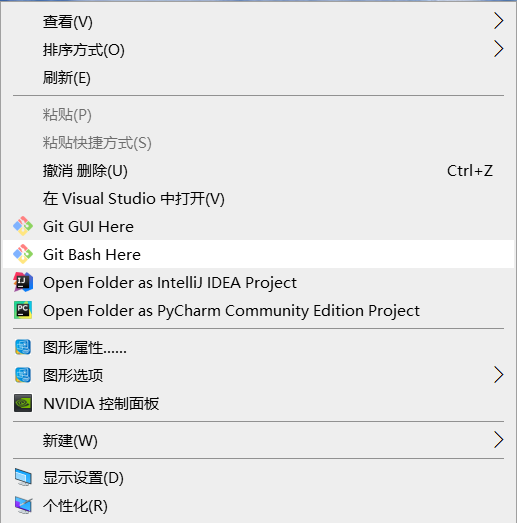 查看(V)
排序方式(O)
刷新(E)
粘贴(P)
粘贴快捷方式(S)
撤消 删除(U) Ctrl+Z
在 Visual Studio 中打开(V)
Git GUI Here
Git Bash Here
Open Folder as IntelliJ IDEA Project
Open Folder as PyCharm Community Edition Project
图形属性......
图形选项
NVIDIA 控制面板
新建(W)
显示设置(D)
个性化(R)